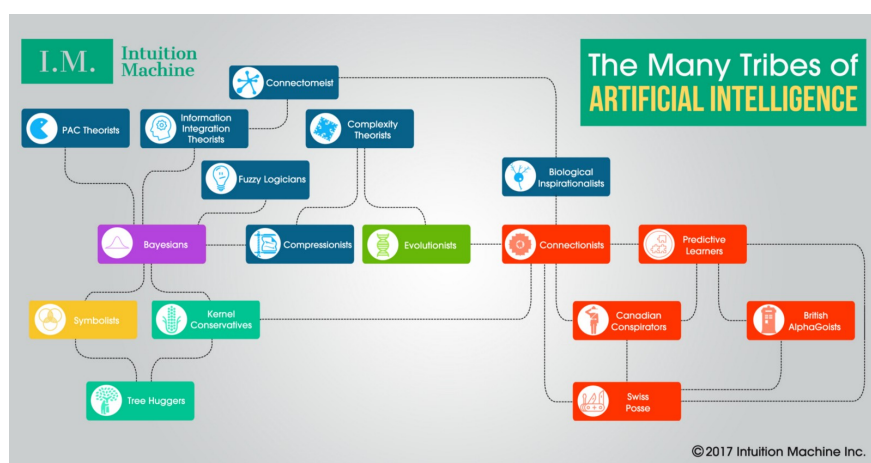 I.M.
Intuition
Machine
The Many Tribes of
ARTIFICIAL INTELLIGENCE
Connectomeist
PAC Theorists
Information
Integration
Theorists
Complexity
Theorists
Fuzzy Logicians
Biological
Inspirationalists
Bayesians
Compressionists
Evolutionists
Connectionists
Predictive
Learners
Symbolists
Kernel
Conservatives
Canadian
Conspirators
British
AlphaGoists
Tree Huggers
Swiss
Posse
©2017 Intuition Machine Inc.